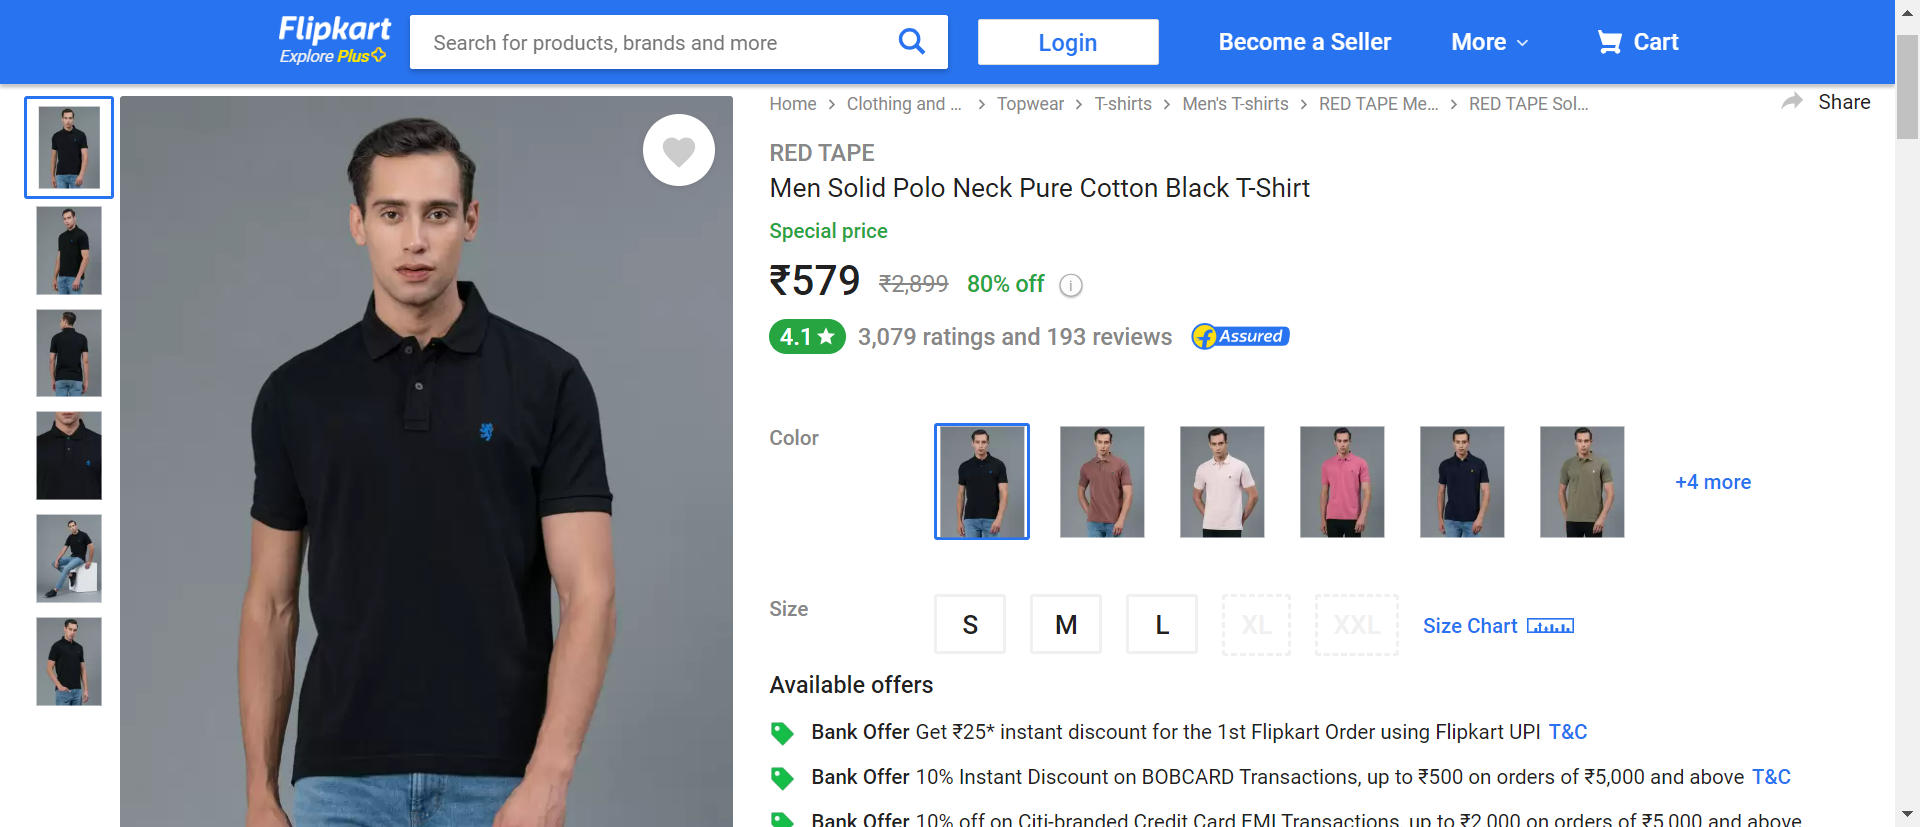 Flipkart
Explore Plus
Search for products, brands and more
Login
Become a Seller
More
Cart
Home > Clothing and ... > Topwear > T-shirts > Men's T-shirts > RED TAPE Me... > RED TAPE Sol...
Share
RED TAPE
Men Solid Polo Neck Pure Cotton Black T-Shirt
Special price
₹579 ₹2,899 80% off
4.1★ 3,079 ratings and 193 reviews Assured
Color
+4 more
Size
S
M
L
XL
XXL
Size Chart
Available offers
Bank Offer Get ₹25* instant discount for the 1st Flipkart Order using Flipkart UPI T&C
Bank Offer 10% Instant Discount on BOBCARD Transactions, up to ₹500 on orders of ₹5,000 and above T&C
Bank Offer 10% off on Citi-branded Credit Card EMI Transactions, up to ₹2,000 on orders of ₹5,000 and above